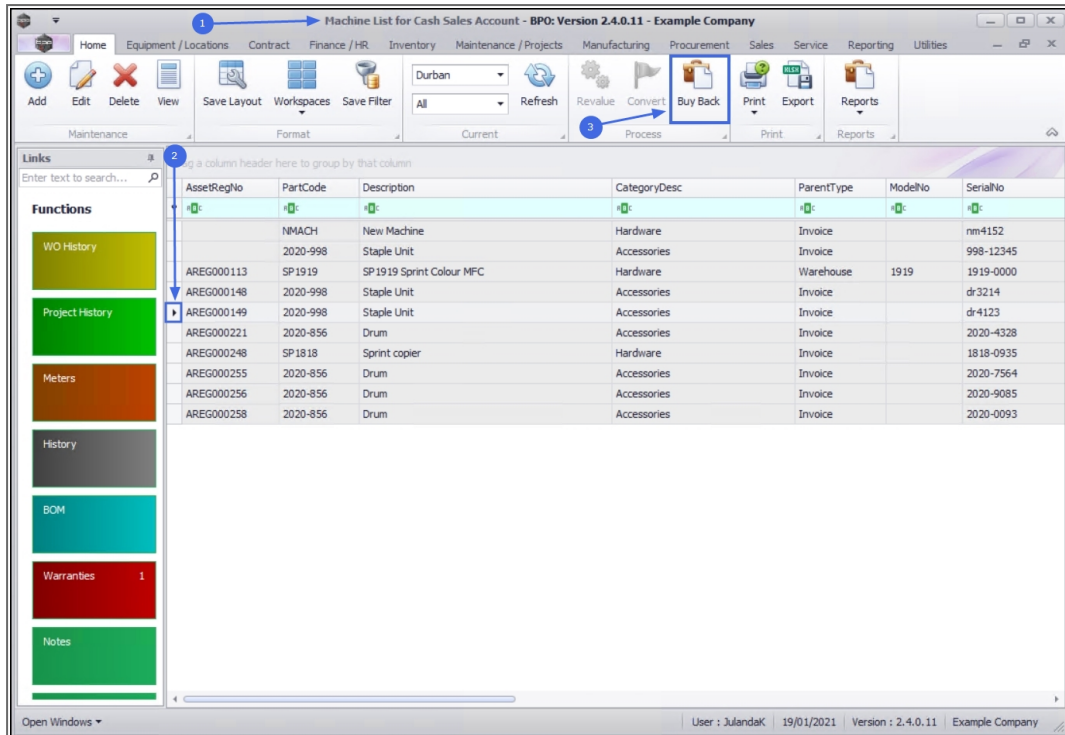 1
Machine List for Cash Sales Account - BPO: Version 2.4.0.11 - Example Company
Home Equipment / Locations Contract Finance / HR Inventory Maintenance / Projects Manufacturing Procurement Sales Service Reporting Utilities
Durban
All
Add Edit Delete View Save Layout Workspaces Save Filter Refresh Revalue Convert Buy Back Print Export Reports
3
Maintenance Format Current Process Print Reports
Links
2
g a column header here to group by that column
Enter text to search...
AssetRegNo PartCode Description CategoryDesc ParentType ModelNo SerialNo
Functions
NMACH New Machine Hardware Invoice nm4152
WO History
2020-998 Staple Unit Accessories Invoice 998-12345
AREG000113 SP1919 SP1919 Sprint Colour MFC Hardware Warehouse 1919 1919-0000
AREG000148 2020-998 Staple Unit Accessories Invoice dr3214
Project History
AREG000149 2020-998 Staple Unit Accessories Invoice dr4123
AREG000221 2020-856 Drum Accessories Invoice 2020-4328
AREG000248 SP1818 Sprint copier Hardware Invoice 1818-0935
Meters
AREG000255 2020-856 Drum Accessories Invoice 2020-7564
AREG000256 2020-856 Drum Accessories Invoice 2020-9085
AREG000258 2020-856 Drum Accessories Invoice 2020-0093
History
BOM
Warranties 1
Notes
Open Windows
User : JulandaK 19/01/2021 Version : 2.4.0.11 Example Company